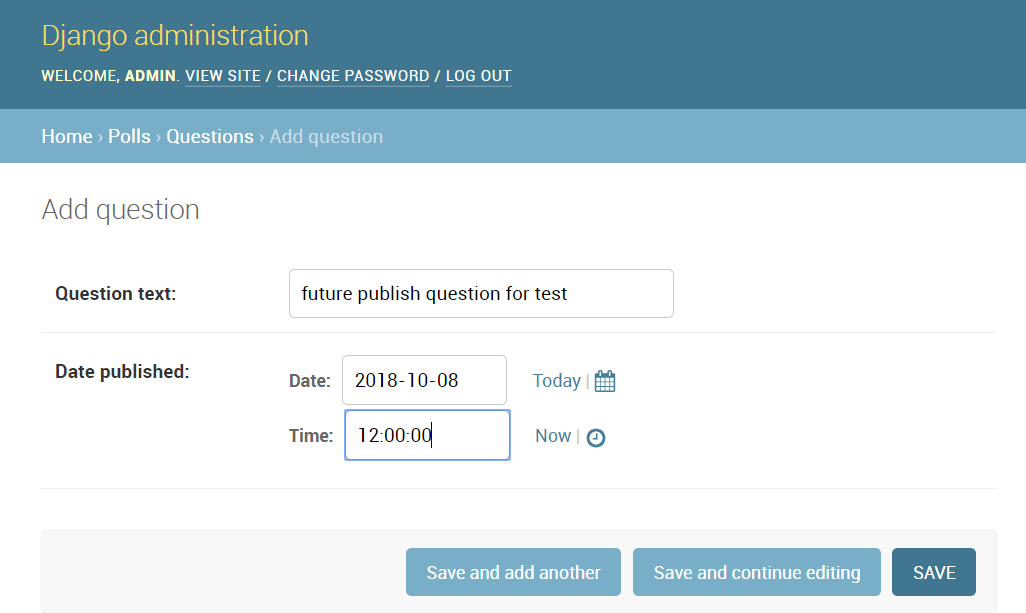 Django administration
WELCOME, ADMIN. VIEW SITE / CHANGE PASSWORD / LOG OUT
Home › Polls › Questions › Add question
Add question
Question text: future publish question for test
Date published:
Date: 2018-10-08 Today |
Time: 12:00:00 Now |
Save and add another Save and continue editing SAVE